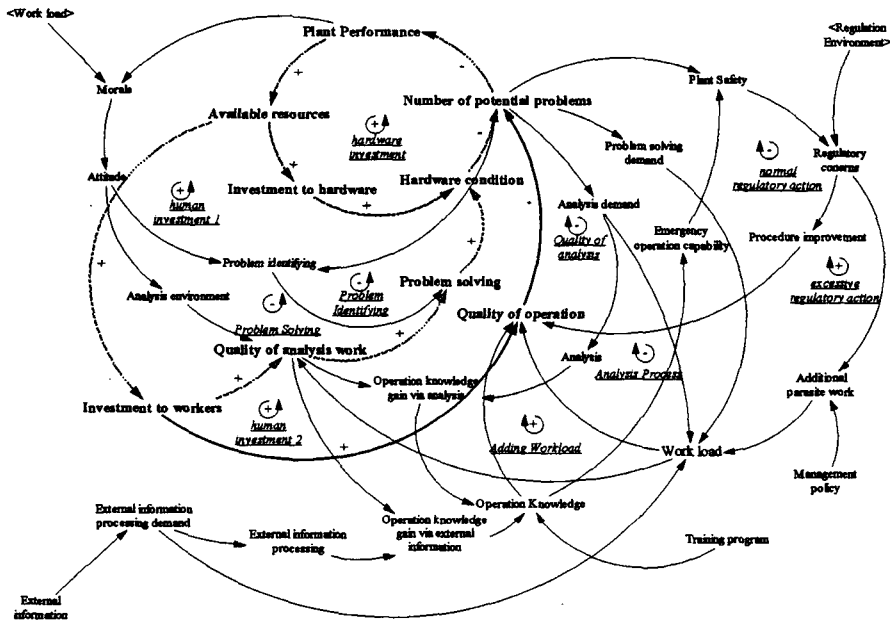 <Work load>
Plant Performance
<Regulation
Environment>
Morale
Plant Safety
Available resources
Number of potential problems
hardware
investment
Problem solving
demand
normal
regulatory action
Regulatory
concerns
Attitude
human
investment 1
Investment to hardware
Hardware condition
Analysis demand
Quality of
analysis
Emergency
operation capability
Procedure improvement
Problem identifying
Analysis environment
Problem
Identifying
Problem solving
excessive
regulatory action
Problem Solving
Quality of operation
Quality of analysis work
Analysis
Analysis Process
Operation knowledge
gain via analysis
Additional
parasite work
Investment to workers
human
investment 2
Adding Workload
Work load
Management
policy
External information
processing demand
External information
processing
Operation knowledge
gain via external
information
Operation Knowledge
Training program
External
information